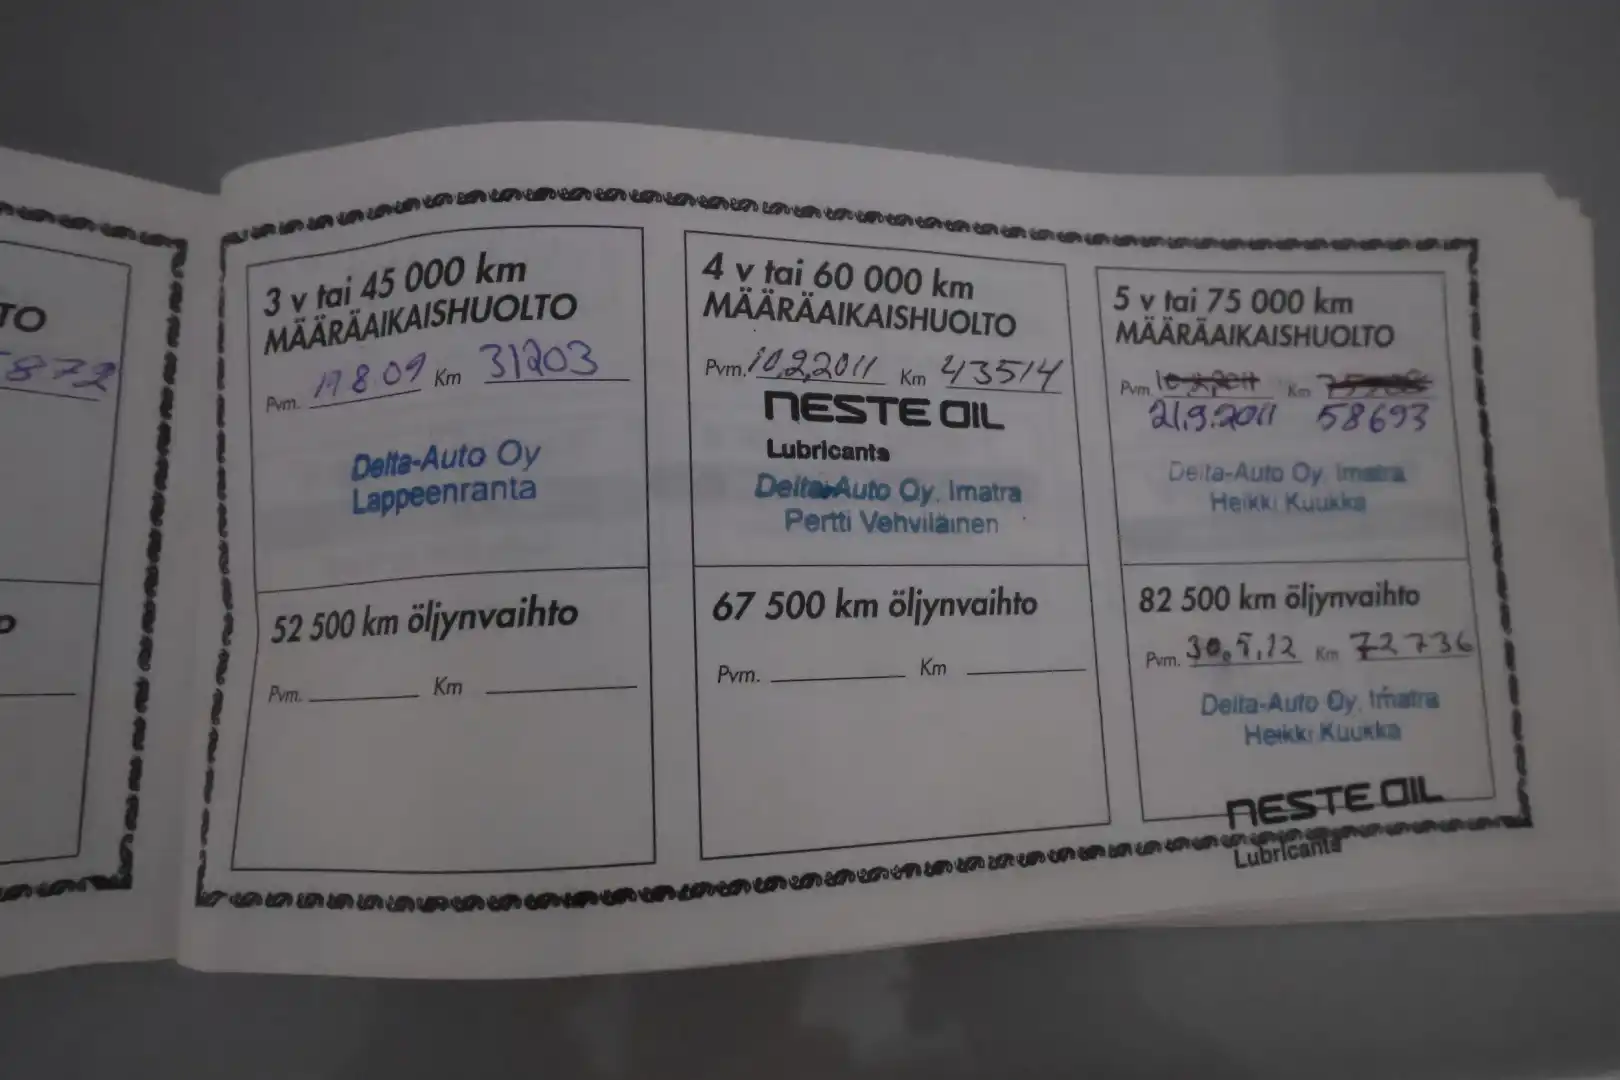 TO
5872
3 v tai 45 000 km
MÄÄRÄAIKAISHUOLTO
Pvm. 19.8.09 Km 31203
Delta-Auto Oy
Lappeenranta
52 500 km öljynvaihto
Pvm. Km
4 v tai 60 000 km
MÄÄRÄAIKAISHUOLTO
Pvm. 10.2.2011 Km 43514
NESTE OIL
Lubricants
Delta-Auto Oy, Imatra
Pertti Vehviläinen
67 500 km öljynvaihto
Pvm. Km
5 v tai 75 000 km
MÄÄRÄAIKAISHUOLTO
Pvm. Km
21.9.2011 58693
Delta-Auto Oy, Imatra
Heikki Kuukka
82 500 km öljynvaihto
Pvm. Km 72736
Delta-Auto Oy, Imatra
Heikki Kuukka
NESTE OIL
Lubricants